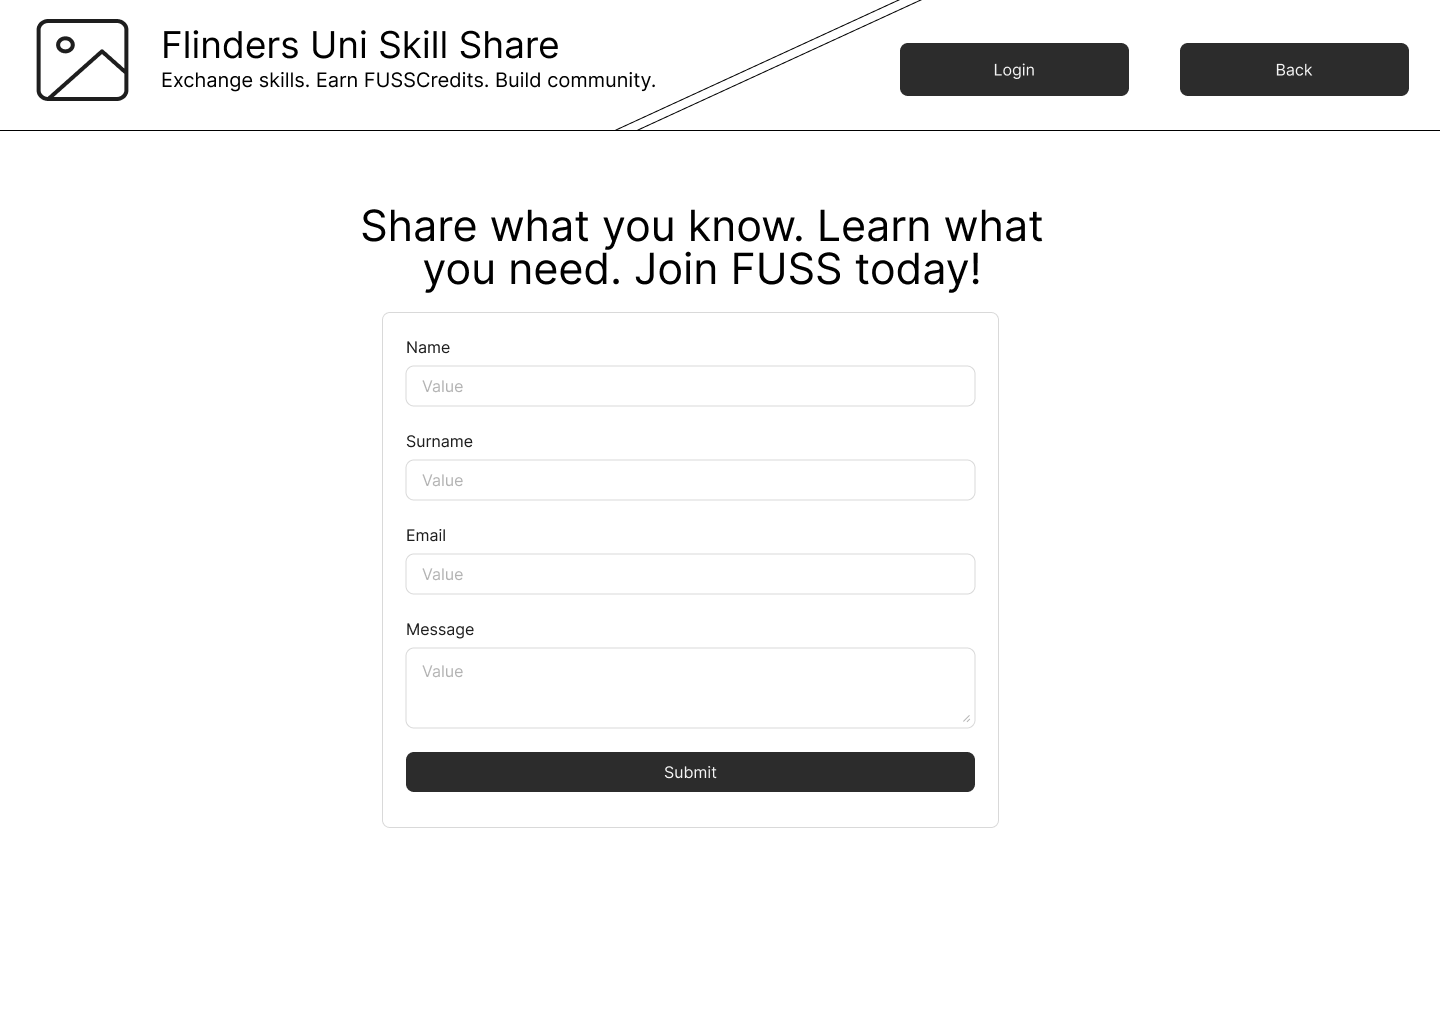 Flinders Uni Skill Share
Exchange skills. Earn FUSSCredits. Build community.
Login
Back
Share what you know. Learn what
you need. Join FUSS today!
Name
Value
Surname
Value
Email
Value
Message
Value
Submit